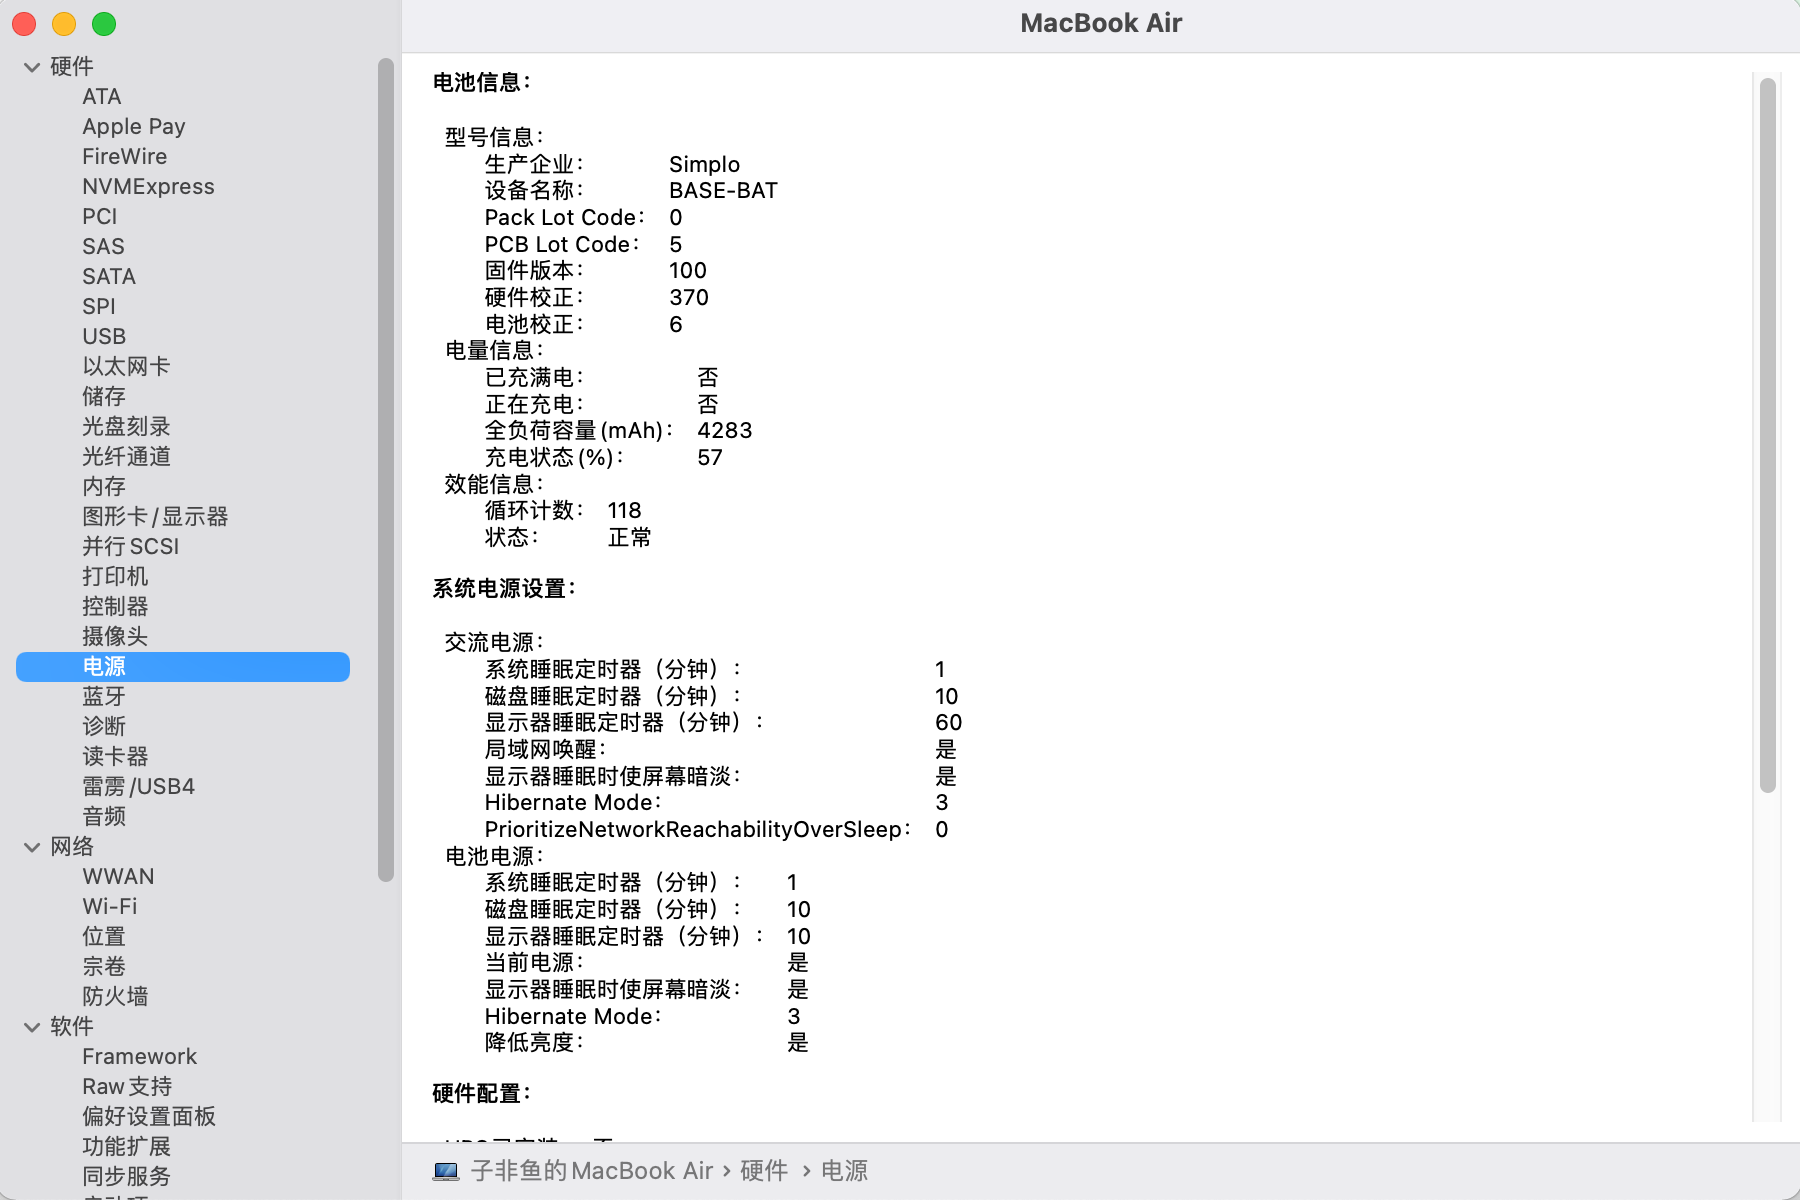 MacBook Air
硬件
ATA
Apple Pay
FireWire
NVMExpress
PCI
SAS
SATA
SPI
USB
以太网卡
储存
光盘刻录
光纤通道
内存
图形卡/显示器
并行SCSI
打印机
控制器
摄像头
电源
蓝牙
诊断
读卡器
雷雳/USB4
音频
网络
WWAN
Wi-Fi
位置
宗卷
防火墙
软件
Framework
Raw支持
偏好设置面板
功能扩展
同步服务
电池信息：
型号信息：
生产企业： Simplo
设备名称： BASE-BAT
Pack Lot Code： 0
PCB Lot Code： 5
固件版本： 100
硬件校正： 370
电池校正： 6
电量信息：
已充满电： 否
正在充电： 否
全负荷容量(mAh)： 4283
充电状态(%)： 57
效能信息：
循环计数： 118
状态： 正常
系统电源设置：
交流电源：
系统睡眠定时器（分钟）： 1
磁盘睡眠定时器（分钟）： 10
显示器睡眠定时器（分钟）： 60
局域网唤醒： 是
显示器睡眠时使屏幕暗淡： 是
Hibernate Mode： 3
PrioritizeNetworkReachabilityOverSleep： 0
电池电源：
系统睡眠定时器（分钟）： 1
磁盘睡眠定时器（分钟）： 10
显示器睡眠定时器（分钟）： 10
当前电源： 是
显示器睡眠时使屏幕暗淡： 是
Hibernate Mode： 3
降低亮度： 是
硬件配置：
子非鱼的MacBook Air › 硬件 › 电源